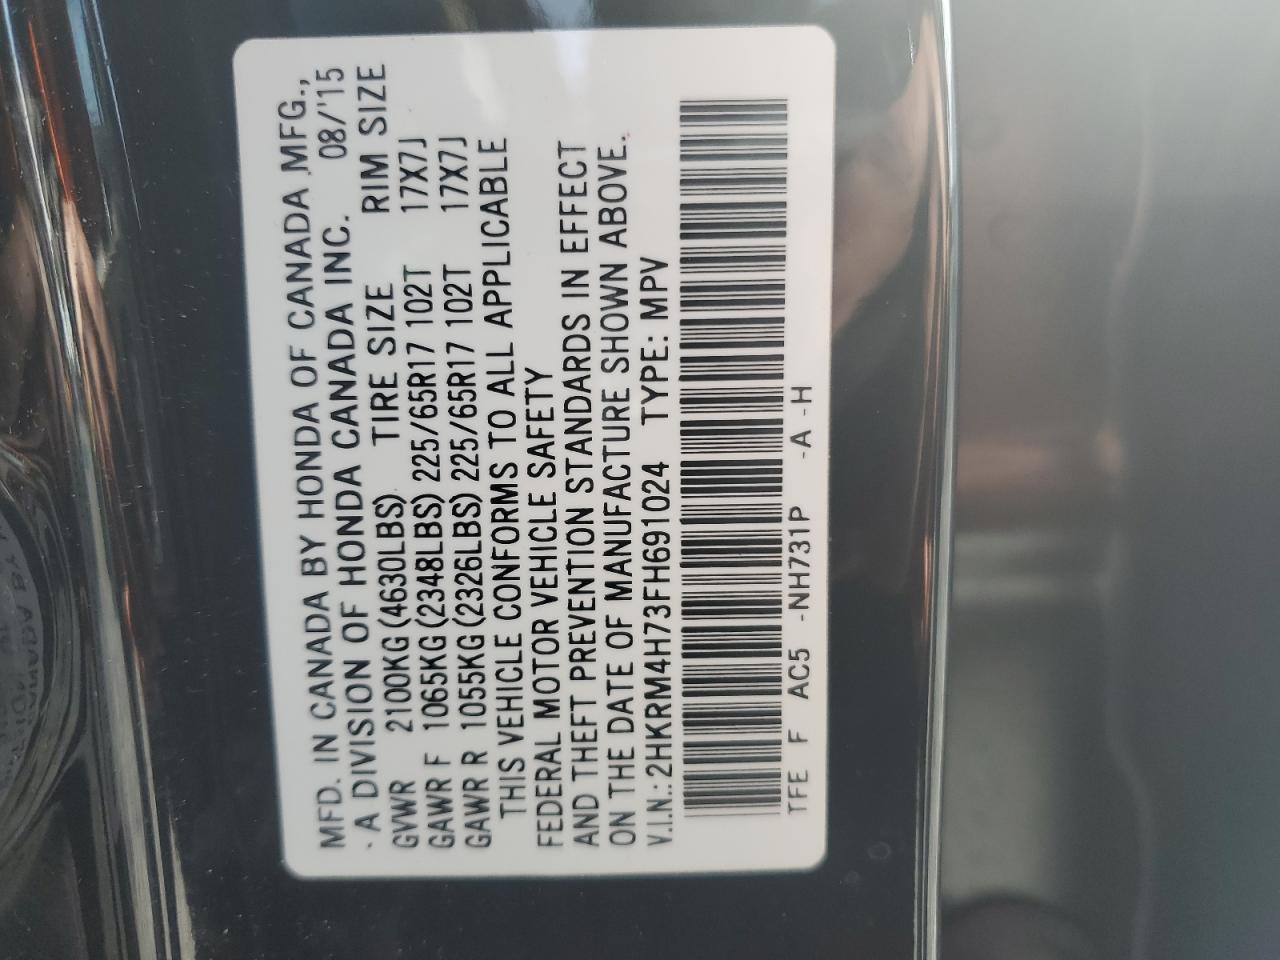 MFD. IN CANADA BY HONDA OF CANADA MFG.,
A DIVISION OF HONDA CANADA INC. 08/'15
GVWR 2100KG (4630LBS) TIRE SIZE RIM SIZE
GAWR F 1065KG (2348LBS) 225/65R17 102T 17X7J
GAWR R 1055KG (2326LBS) 225/65R17 102T 17X7J
THIS VEHICLE CONFORMS TO ALL APPLICABLE
FEDERAL MOTOR VEHICLE SAFETY
AND THEFT PREVENTION STANDARDS IN EFFECT
ON THE DATE OF MANUFACTURE SHOWN ABOVE.
V.I.N.: 2HKRM4H73FH691024 TYPE: MPV
TFE F AC5 -NH731P -A -H